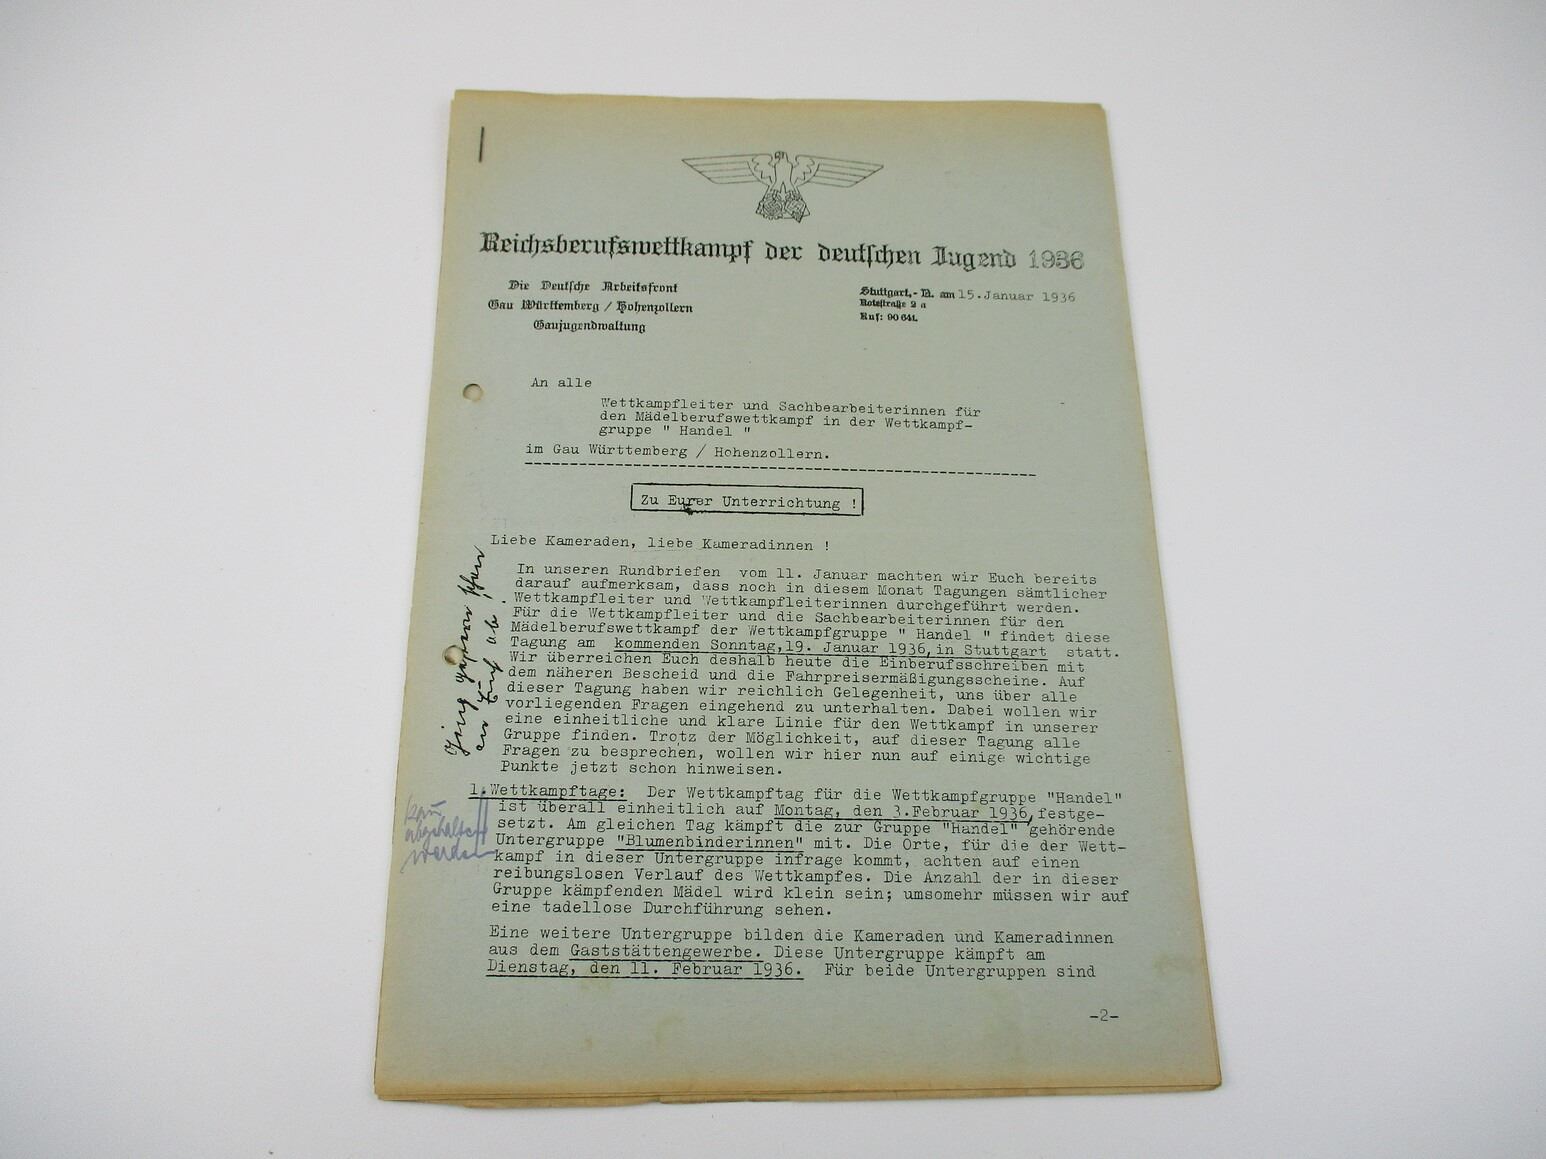 Reichsberufswettkampf der deutschen Jugend 1936
Die Deutsche Arbeitsfront
Gau Württemberg / Hohenzollern
Gaujugendwaltung
Stuttgart,- A. am 15. Januar 1936
Rotestraße 2 a
Ruf: 90 641.
An alle
Wettkampfleiter und Sachbearbeiterinnen für
den Mädelberufswettkampf in der Wettkampf-
gruppe " Handel "
im Gau Württemberg / Hohenzollern.
Zu Eurer Unterrichtung !
Liebe Kameraden, liebe Kameradinnen !
In unseren Rundbriefen vom 11. Januar machten wir Euch bereits
darauf aufmerksam, dass noch in diesem Monat Tagungen sämtlicher
Wettkampfleiter und Wettkampfleiterinnen durchgeführt werden.
Für die Wettkampfleiter und die Sachbearbeiterinnen für den
Mädelberufswettkampf der Wettkampfgruppe " Handel " findet diese
Tagung am kommenden Sonntag,19. Januar 1936, in Stuttgart statt.
Wir überreichen Euch deshalb heute die Einberufsschreiben mit
dem näheren Bescheid und die Fahrpreisermäßigungsscheine. Auf
dieser Tagung haben wir reichlich Gelegenheit, uns über alle
vorliegenden Fragen eingehend zu unterhalten. Dabei wollen wir
eine einheitliche und klare Linie für den Wettkampf in unserer
Gruppe finden. Trotz der Möglichkeit, auf dieser Tagung alle
Fragen zu besprechen, wollen wir hier nun auf einige wichtige
Punkte jetzt schon hinweisen.
1. Wettkampftage: Der Wettkampftag für die Wettkampfgruppe "Handel"
ist überall einheitlich auf Montag, den 3.Februar 1936, festge-
setzt. Am gleichen Tag kämpft die zur Gruppe "Handel" gehörende
Untergruppe "Blumenbinderinnen" mit. Die Orte, für die der Wett-
kampf in dieser Untergruppe infrage kommt, achten auf einen
reibungslosen Verlauf des Wettkampfes. Die Anzahl der in dieser
Gruppe kämpfenden Mädel wird klein sein; umsomehr müssen wir auf
eine tadellose Durchführung sehen.
Eine weitere Untergruppe bilden die Kameraden und Kameradinnen
aus dem Gaststättengewerbe. Diese Untergruppe kämpft am
Dienstag, den 11. Februar 1936. Für beide Untergruppen sind
-2-
abgehalten
werden